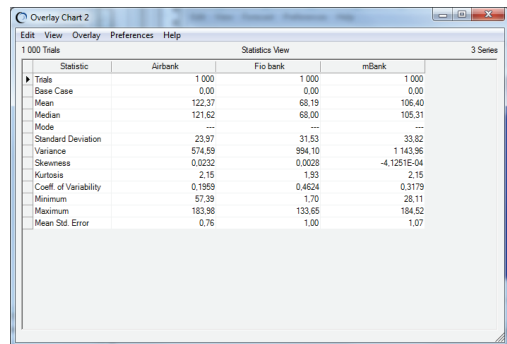 Overlay Chart 2
Edit View Overlay Preferences Help
1 000 Trials Statistics View 3 Series
Statistic Airbank Fio bank mBank
Trials 1 000 1 000 1 000
Base Case 0,00 0,00 0,00
Mean 122,37 68,19 106,40
Median 121,62 68,00 105,31
Mode --- --- ---
Standard Deviation 23,97 31,53 33,82
Variance 574,59 994,10 1 143,96
Skewness 0,0232 0,0028 -4,1251E-04
Kurtosis 2,15 1,93 2,15
Coeff. of Variability 0,1959 0,4624 0,3179
Minimum 57,39 1,70 28,11
Maximum 183,98 133,65 184,52
Mean Std. Error 0,76 1,00 1,07